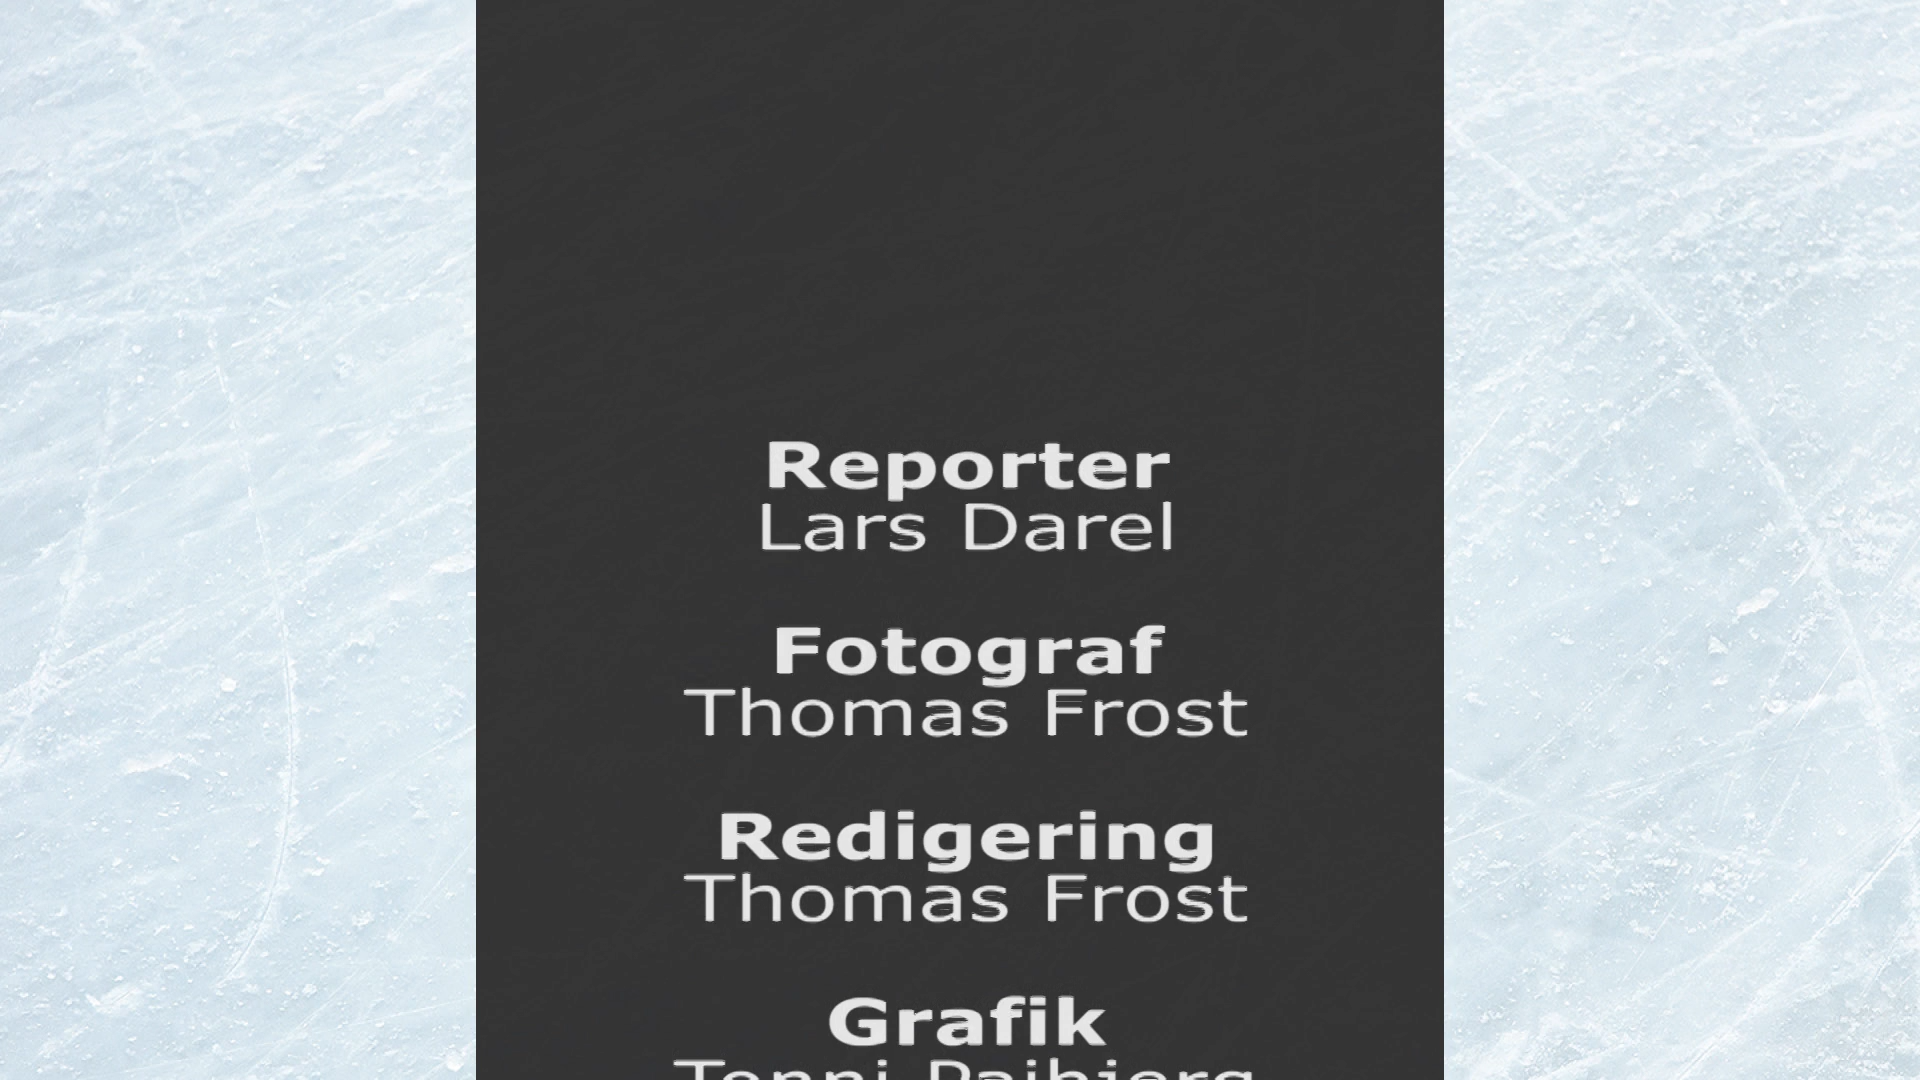 Reporter
Lars Darel
Fotograf
Thomas Frost
Redigering
Thomas Frost
Grafik